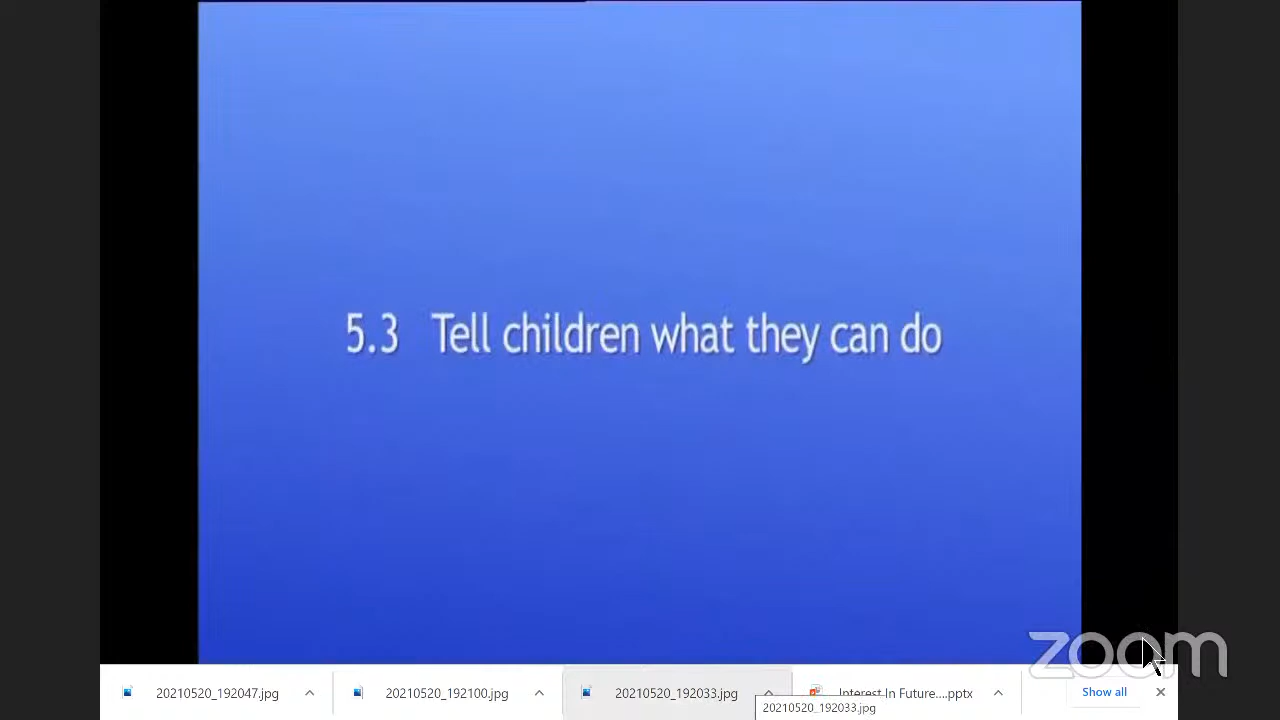 5.3 Tell children what they can do
zoom
20210520_192047.jpg
20210520_192100.jpg
20210520_192033.jpg
Interest In Future....pptx
Show all
20210520_192033.jpg